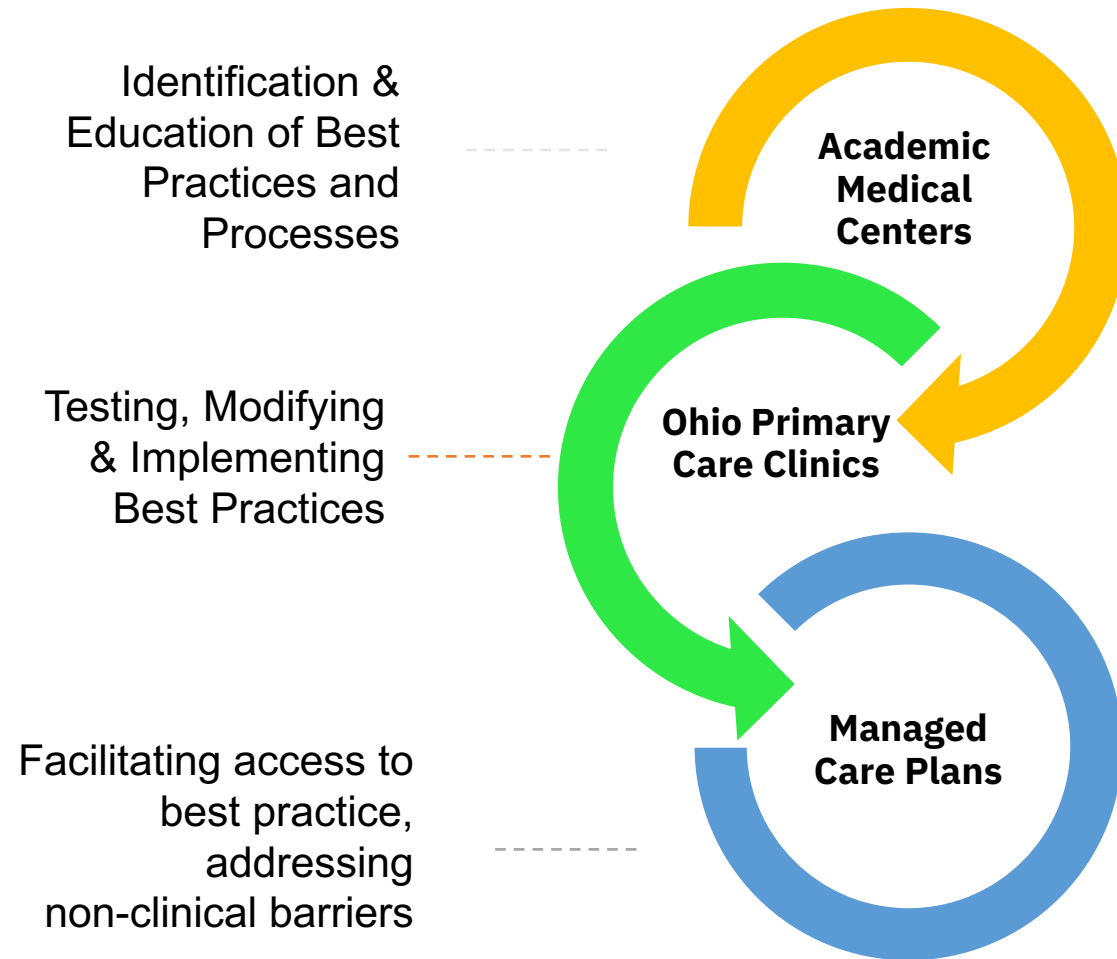 Identification &
Education of Best
Practices and
Processes
Academic
Medical
Centers
Testing, Modifying
& Implementing
Best Practices
Ohio Primary
Care Clinics
Facilitating access to
best practice,
addressing
non-clinical barriers
Managed
Care Plans